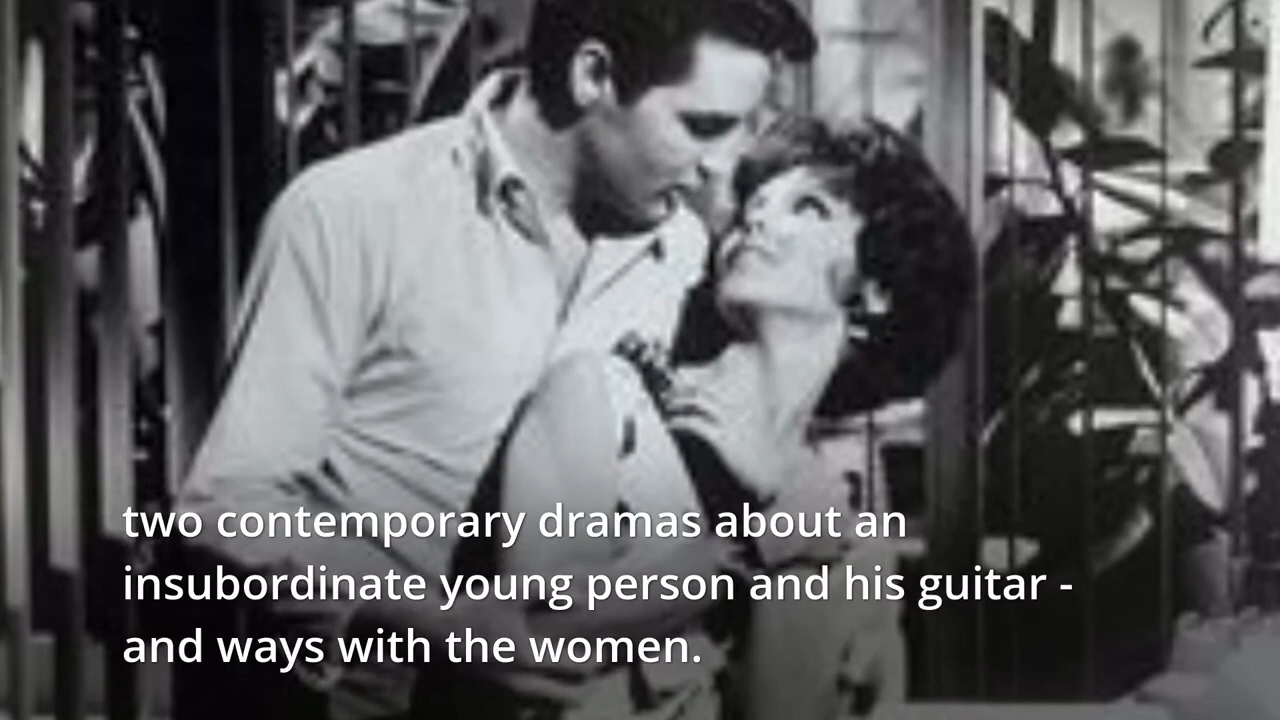 two contemporary dramas about an
insubordinate young person and his guitar -
and ways with the women.